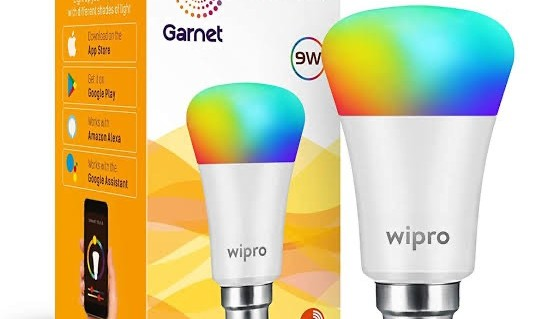 with different shades of light
Download on the
App Store
Get it on
Google Play
Works with
Amazon Alexa
Works with the
Google Assistant
Garnet
9W
wipro
wipro